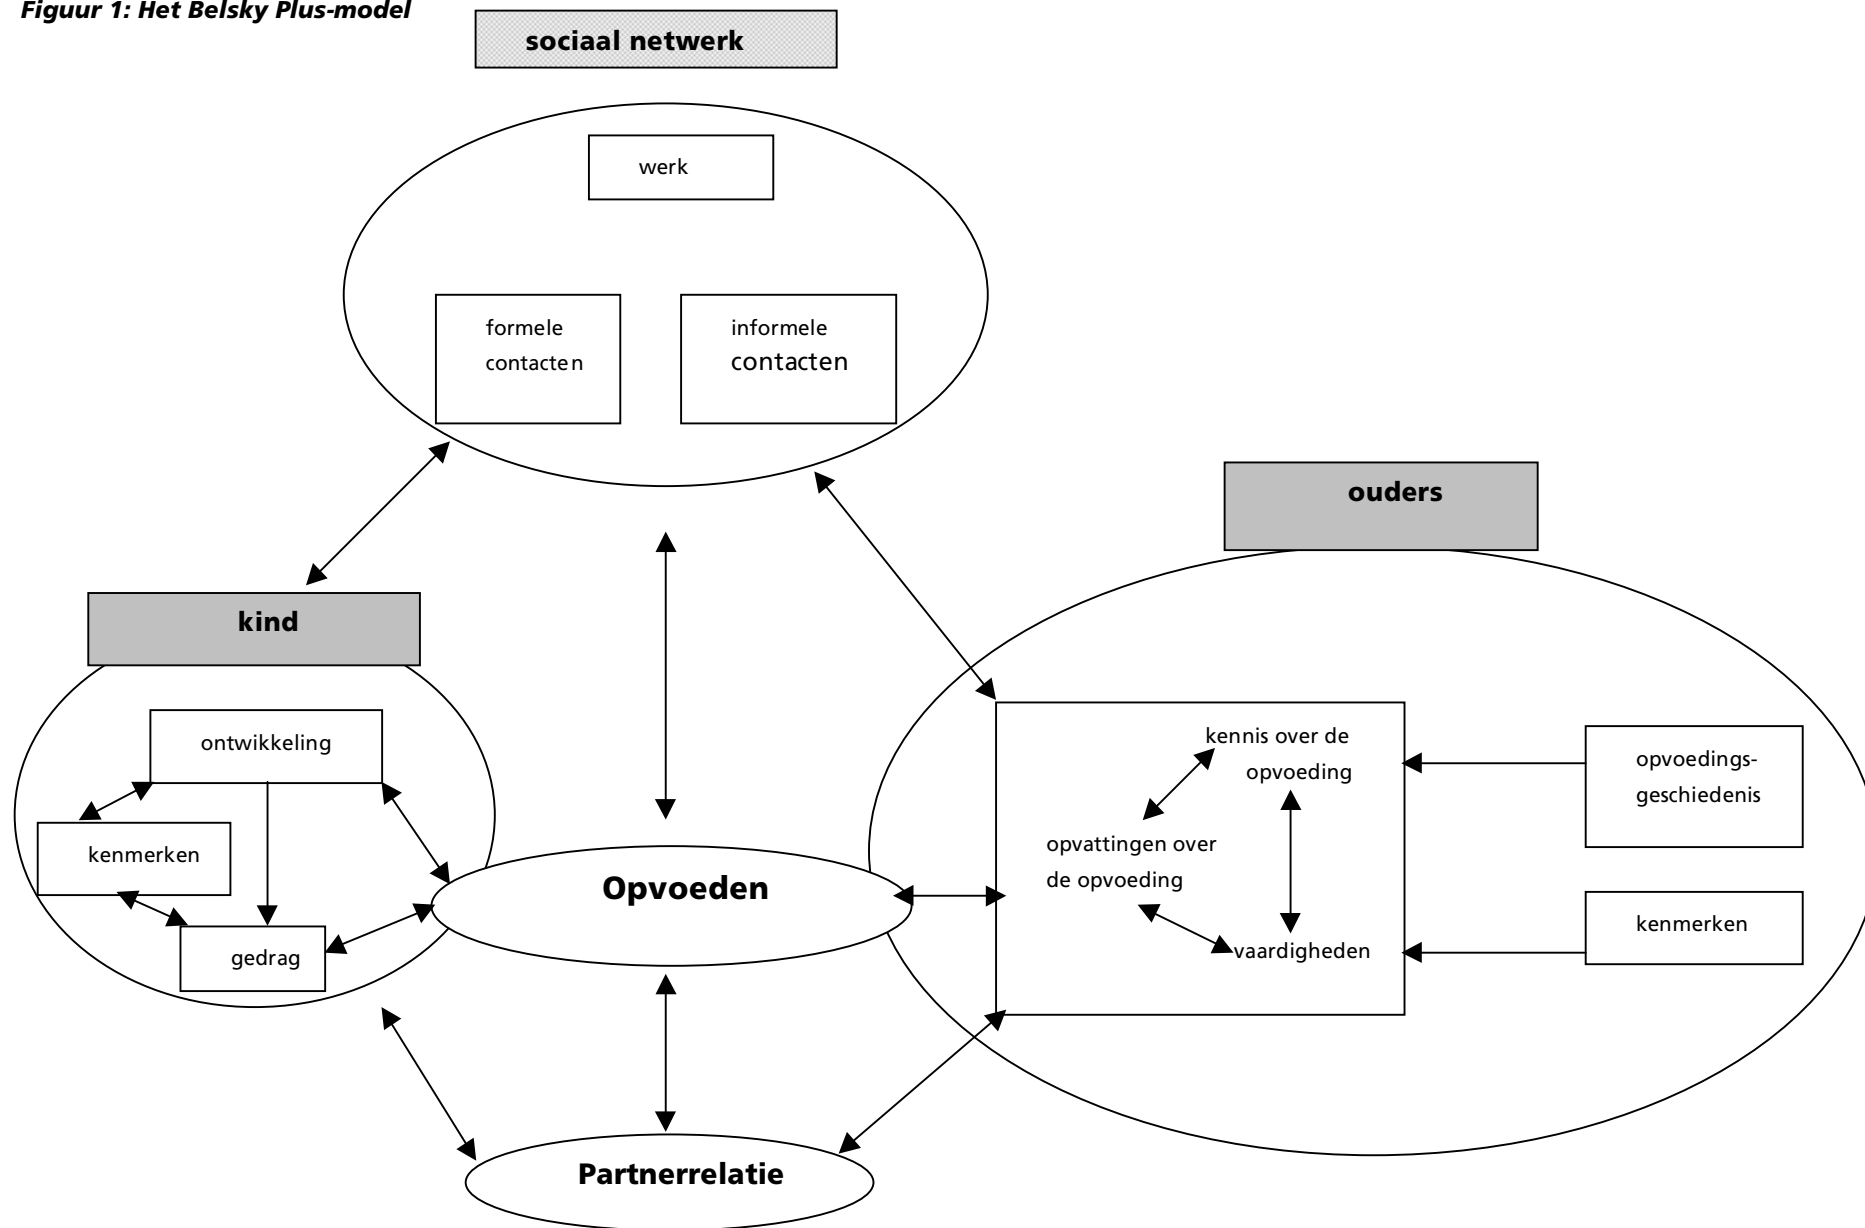 Figuur 1: Het Belsky Plus-model
sociaal netwerk
werk
formele
contacten
informele
contacten
ouders
kind
ontwikkeling
kenmerken
gedrag
Opvoeden
kennis over de
opvoeding
opvattingen over
de opvoeding
vaardigheden
opvoedings-
geschiedenis
kenmerken
Partnerrelatie